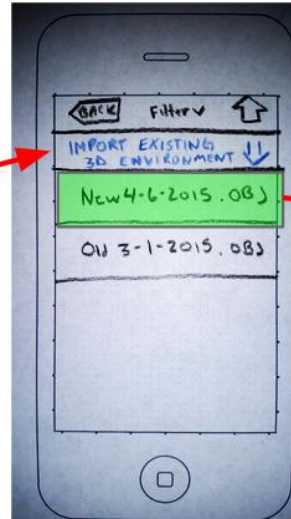 BACK Filter v
IMPORT EXISTING
3D ENVIRONMENT
New 4-6-2015.OBJ
Old 3-1-2015.OBJ